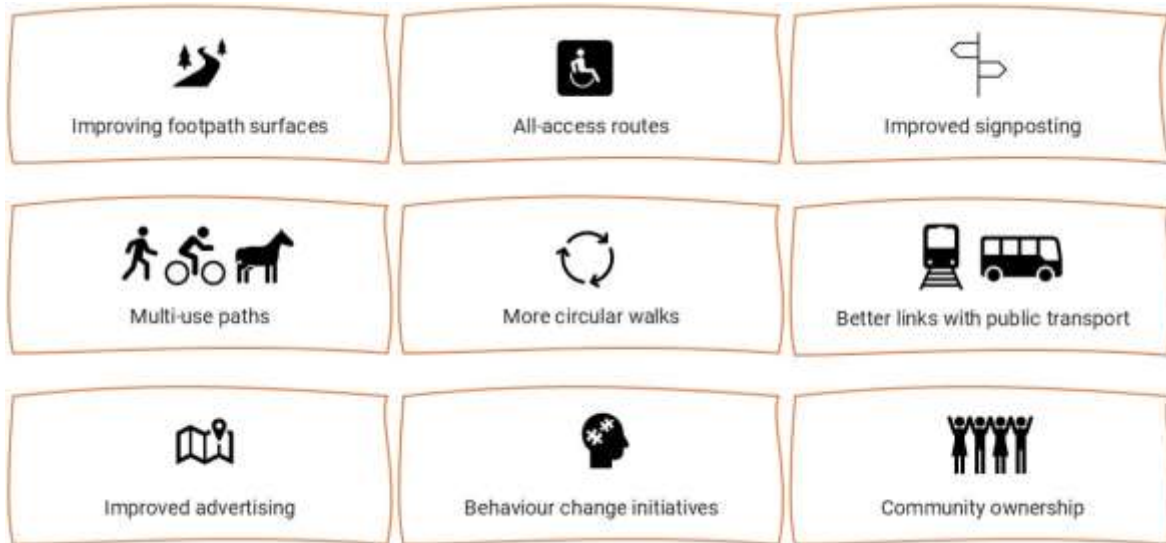 Improving footpath surfaces
All-access routes
Improved signposting
Multi-use paths
More circular walks
Better links with public transport
Improved advertising
Behaviour change initiatives
Community ownership